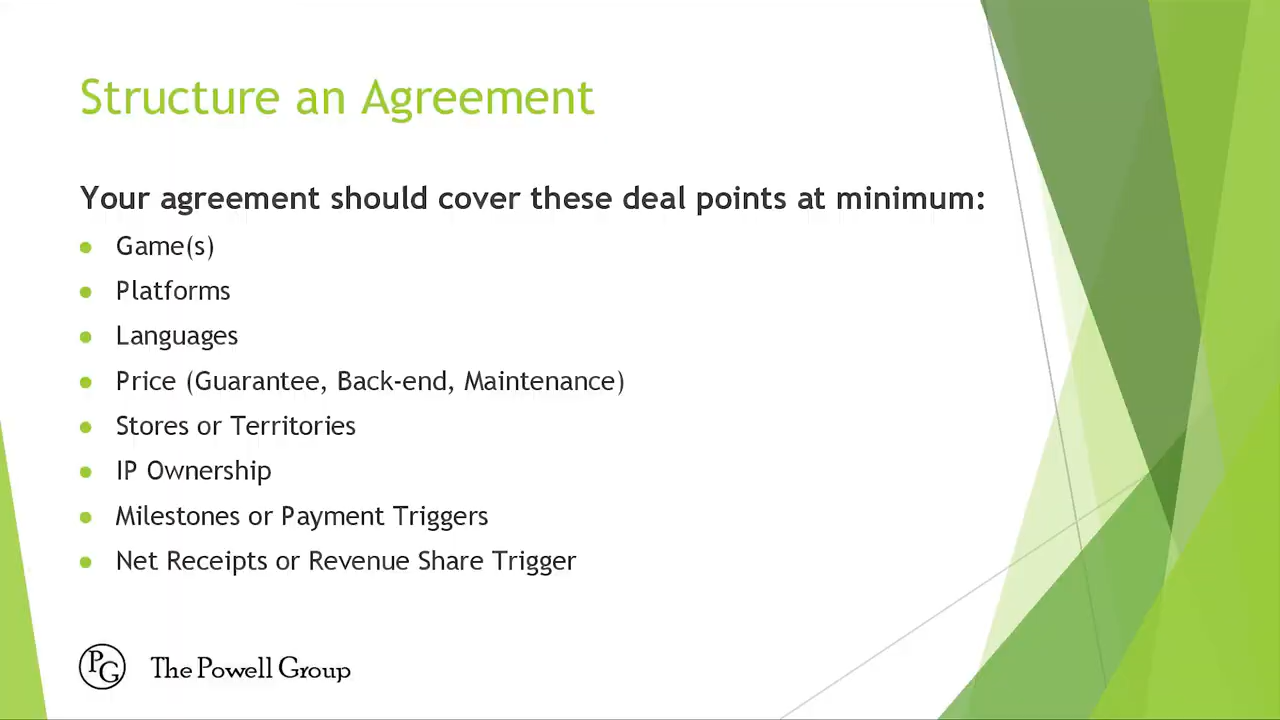 Structure an Agreement
Your agreement should cover these deal points at minimum:
● Game(s)
● Platforms
● Languages
● Price (Guarantee, Back-end, Maintenance)
● Stores or Territories
● IP Ownership
● Milestones or Payment Triggers
● Net Receipts or Revenue Share Trigger
PG The Powell Group